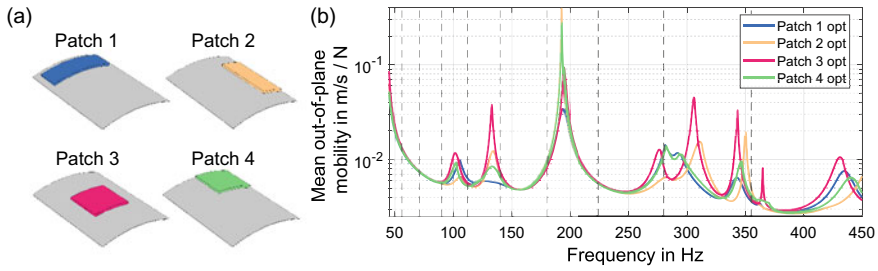 (a)
Patch 1
Patch 2
Patch 3
Patch 4
(b)
Mean out-of-plane
mobility in m/s / N
10⁻¹
10⁻²
Patch 1 opt
Patch 2 opt
Patch 3 opt
Patch 4 opt
50 100 150 200 250 300 350 400 450
Frequency in Hz